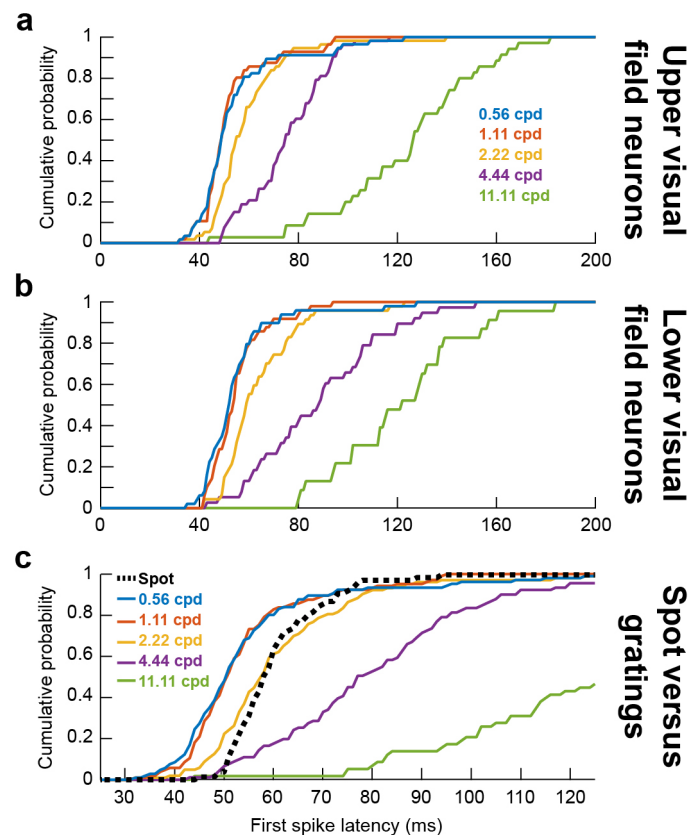 a
Cumulative probability
1
0.8
0.6
0.4
0.2
0
0 40 80 120 160 200
0.56 cpd
1.11 cpd
2.22 cpd
4.44 cpd
11.11 cpd
Upper visual
field neurons
b
Cumulative probability
1
0.8
0.6
0.4
0.2
0
0 40 80 120 160 200
Lower visual
field neurons
c
Cumulative probability
1
0.8
0.6
0.4
0.2
0
Spot
0.56 cpd
1.11 cpd
2.22 cpd
4.44 cpd
11.11 cpd
30 40 50 60 70 80 90 100 110 120
First spike latency (ms)
Spot versus
gratings